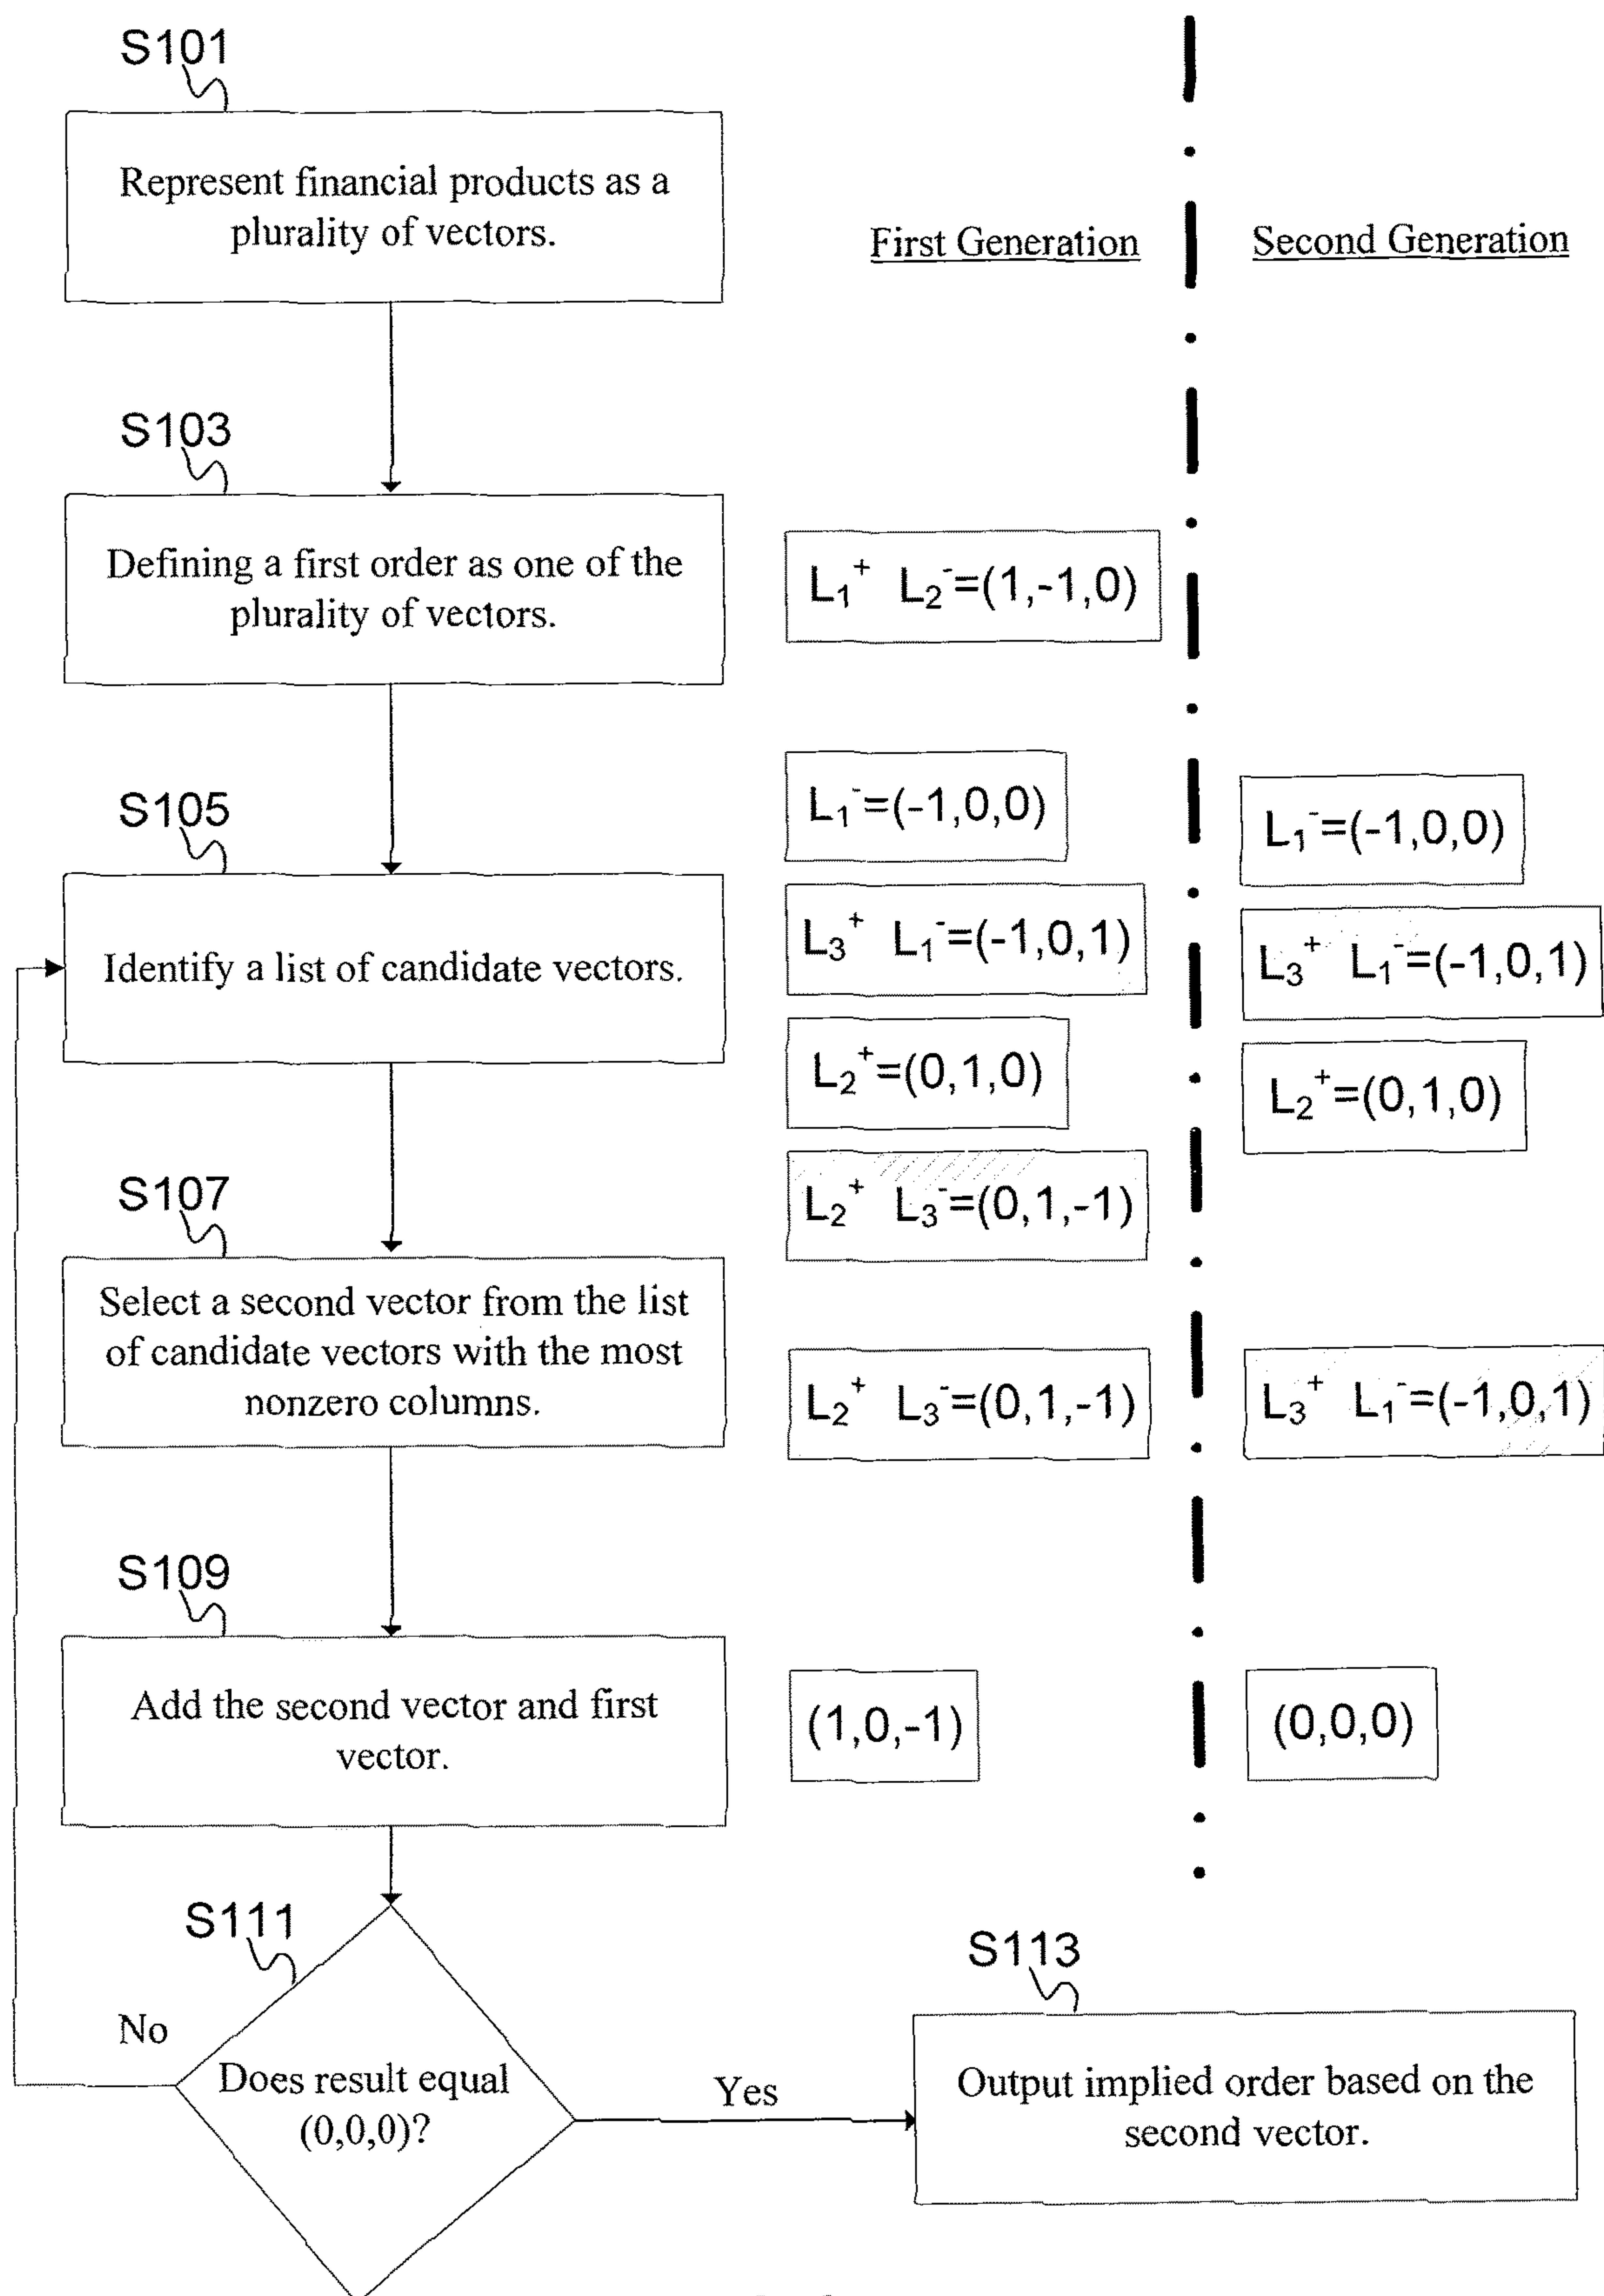 S101
Represent financial products as a
plurality of vectors.
First Generation
Second Generation
S103
Defining a first order as one of the
plurality of vectors.
L₁⁺ L₂⁻=(1,-1,0)
S105
Identify a list of candidate vectors.
L₁⁻=(-1,0,0)
L₃⁺ L₁⁻=(-1,0,1)
L₂⁺=(0,1,0)
L₂⁺ L₃⁻=(0,1,-1)
L₁⁻=(-1,0,0)
L₃⁺ L₁⁻=(-1,0,1)
L₂⁺=(0,1,0)
S107
Select a second vector from the list
of candidate vectors with the most
nonzero columns.
L₂⁺ L₃⁻=(0,1,-1)
L₃⁺ L₁⁻=(-1,0,1)
S109
Add the second vector and first
vector.
(1,0,-1)
(0,0,0)
S111
No
Does result equal
(0,0,0)?
Yes
S113
Output implied order based on the
second vector.